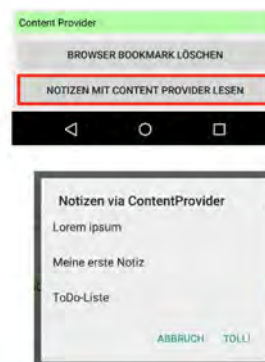 Content Provider
BROWSER BOOKMARK LÖSCHEN
NOTIZEN MIT CONTENT PROVIDER LESEN
Notizen via ContentProvider
Lorem ipsum
Meine erste Notiz
ToDo-Liste
ABBRUCH TOLL!